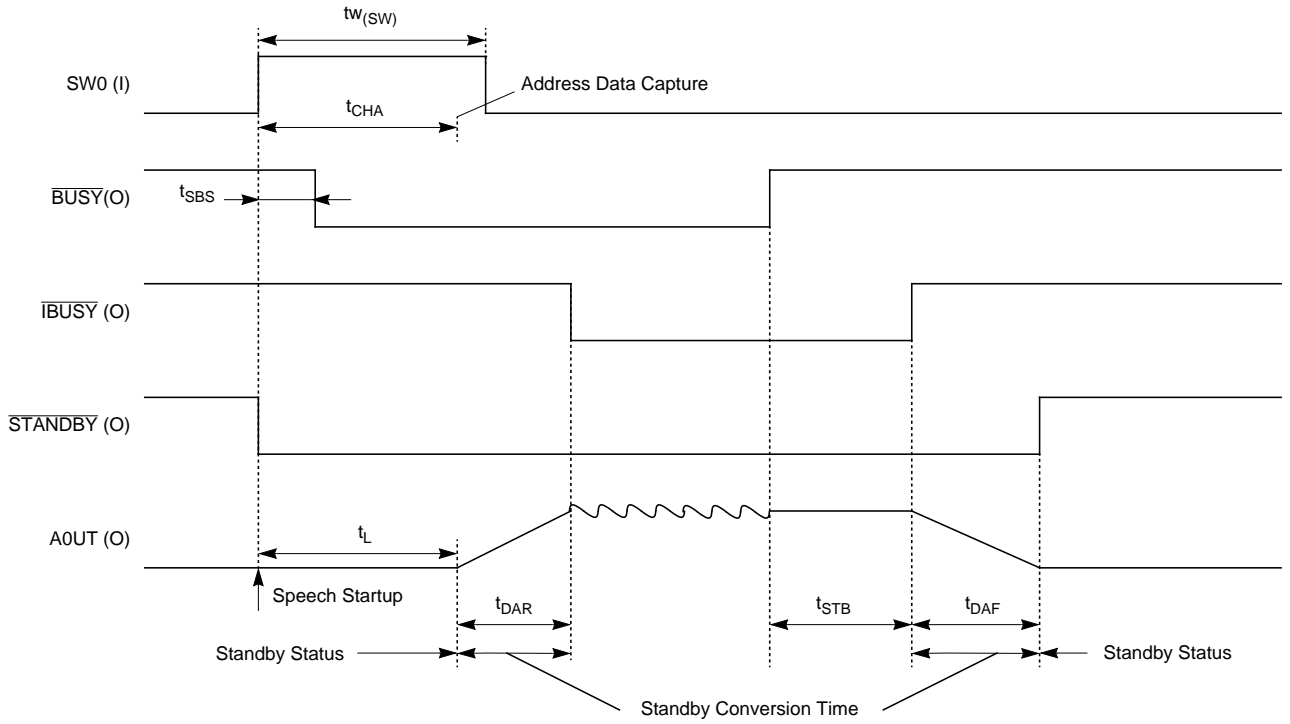 tw(SW)
SW0 (I)
Address Data Capture
tCHA
BUSY(O)
tSBS
IBUSY (O)
STANDBY (O)
A0UT (O)
tL
Speech Startup
tDAR
tSTB
tDAF
Standby Status
Standby Status
Standby Conversion Time